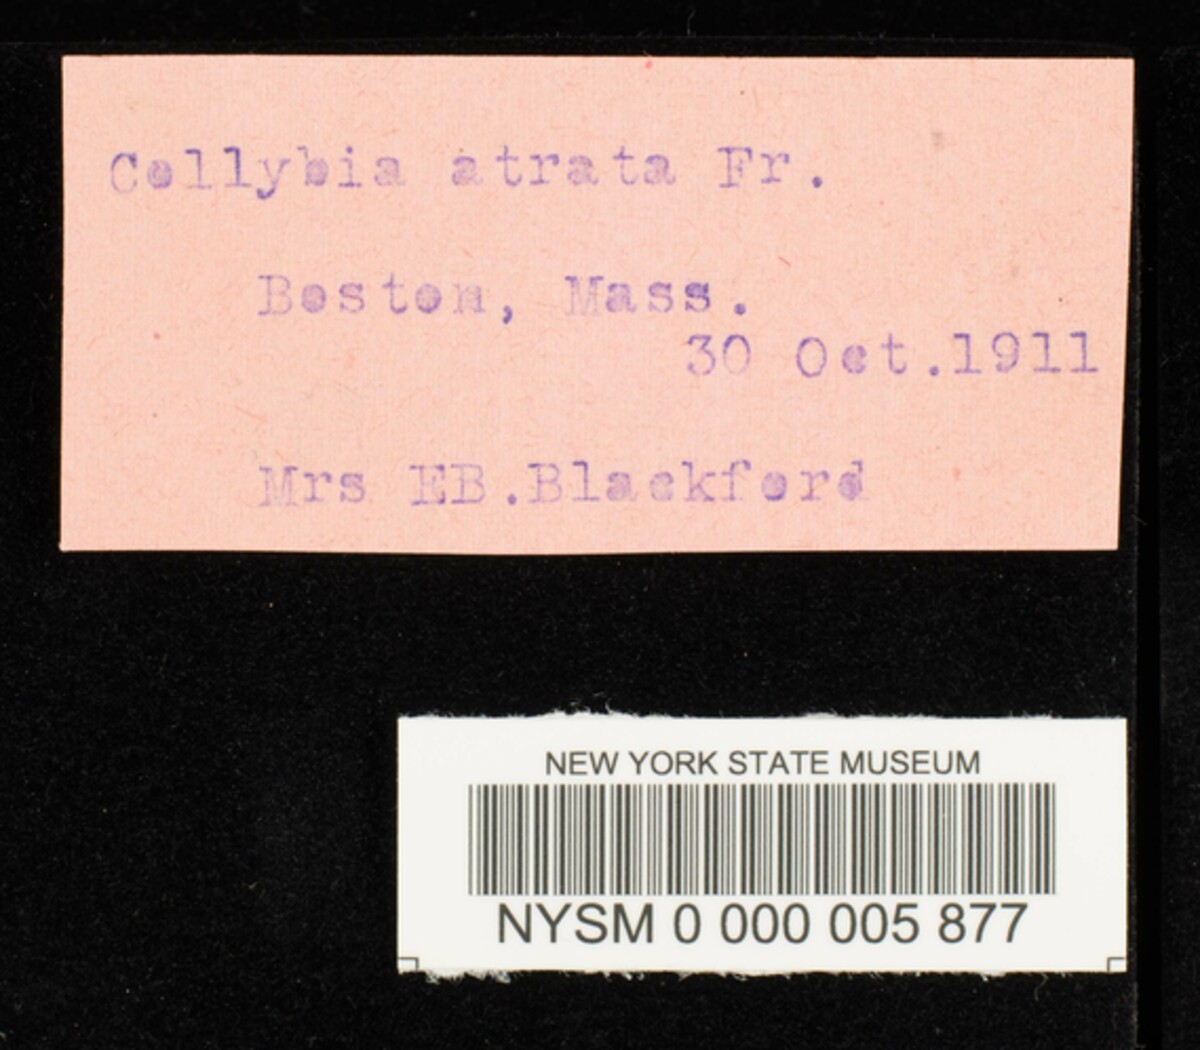 Collybia atrata Fr.
Boston, Mass.
30 Oct.1911
Mrs EB.Blackford
NEW YORK STATE MUSEUM
NYSM 0 000 005 877